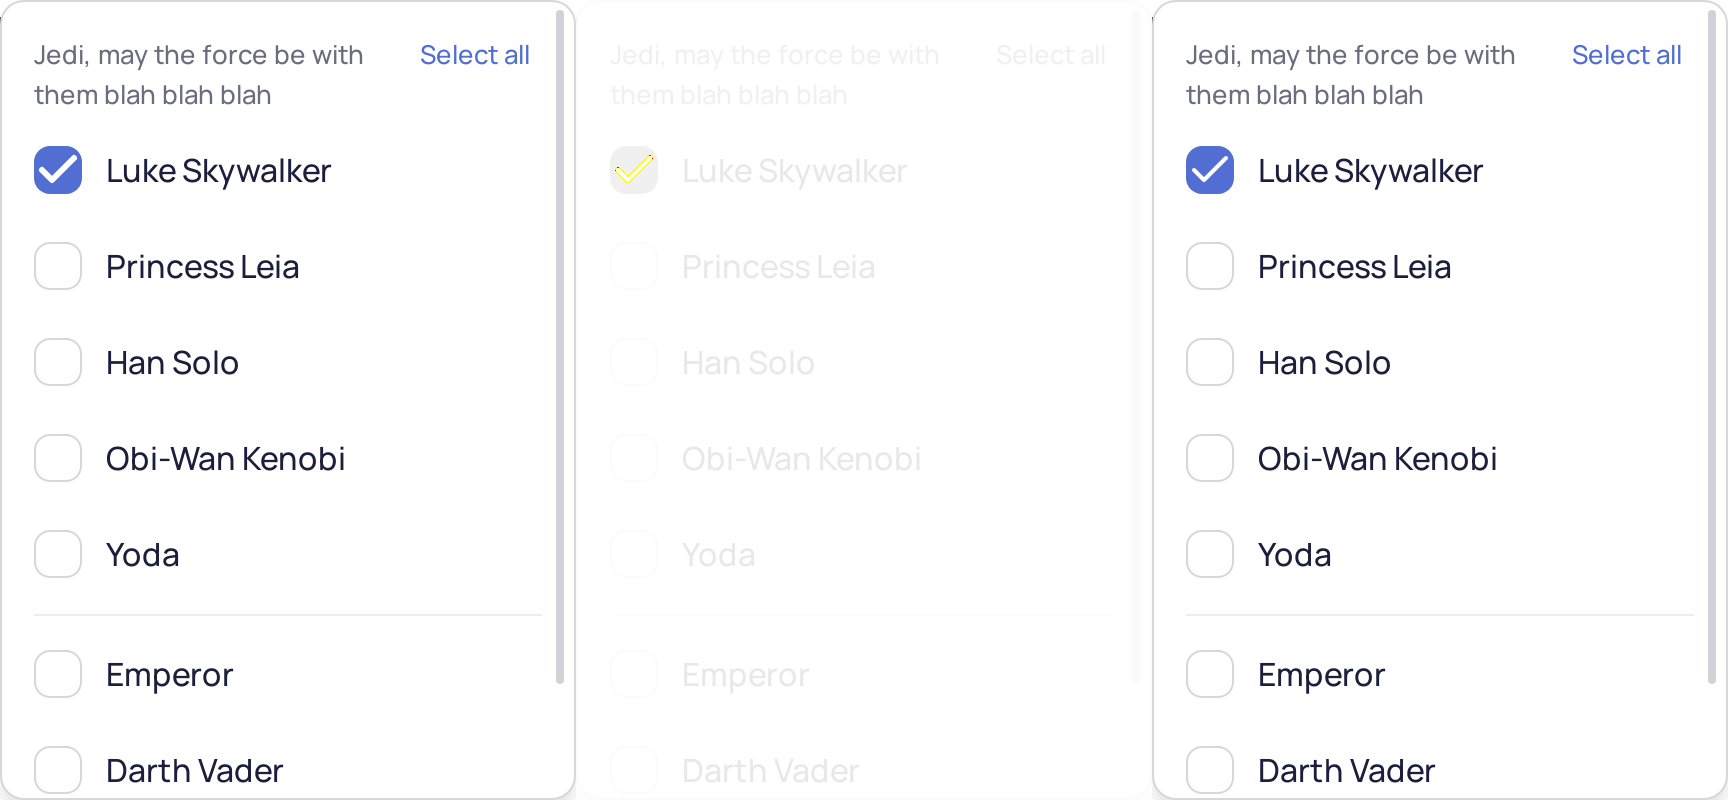 Jedi, may the force be with Select all
them blah blah blah
Luke Skywalker
Princess Leia
Han Solo
Obi-Wan Kenobi
Yoda
Emperor
Darth Vader
Jedi, may the force be with Select all
them blah blah blah
Luke Skywalker
Princess Leia
Han Solo
Obi-Wan Kenobi
Yoda
Emperor
Darth Vader
Jedi, may the force be with Select all
them blah blah blah
Luke Skywalker
Princess Leia
Han Solo
Obi-Wan Kenobi
Yoda
Emperor
Darth Vader